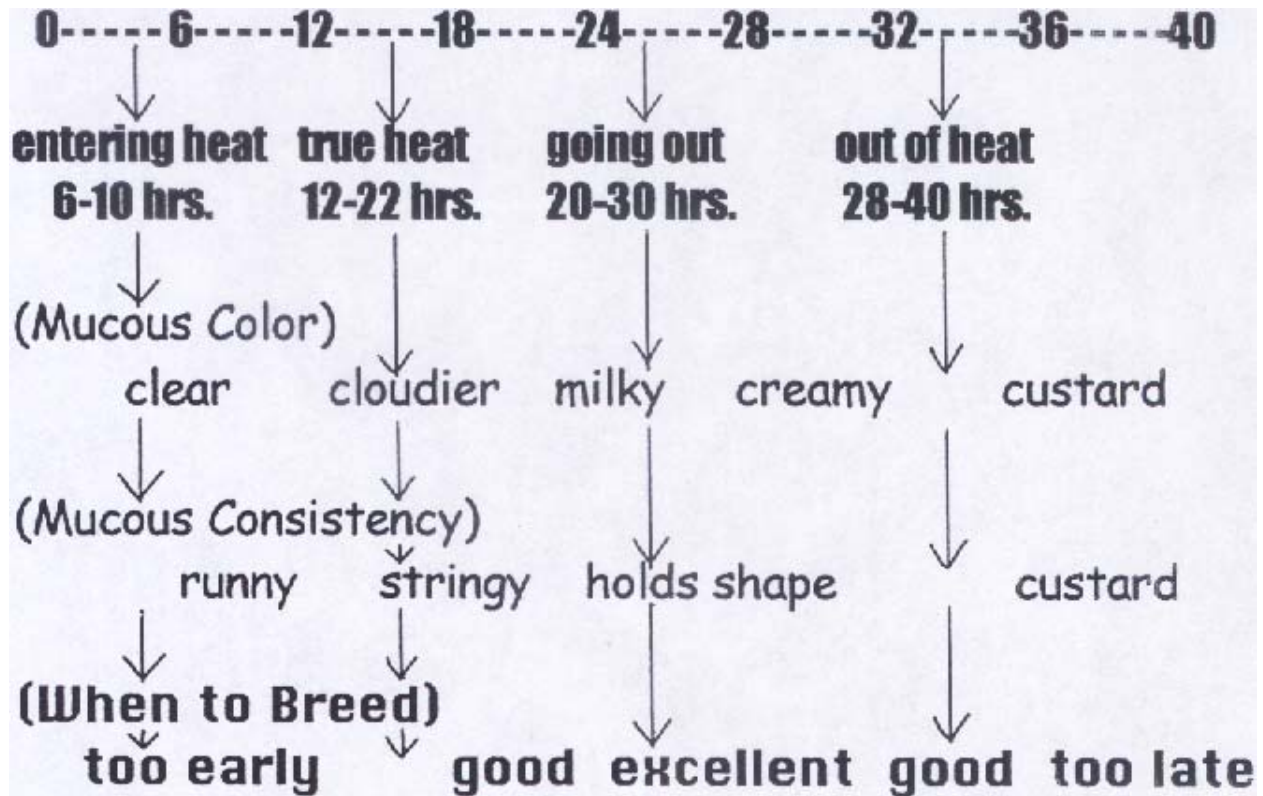 0-----6-----12-----18-----24-----28-----32-----36-----40
entering heat true heat going out out of heat
6-10 hrs. 12-22 hrs. 20-30 hrs. 28-40 hrs.
(Mucous Color)
clear cloudier milky creamy custard
(Mucous Consistency)
runny stringy holds shape custard
(When to Breed)
too early good excellent good too late